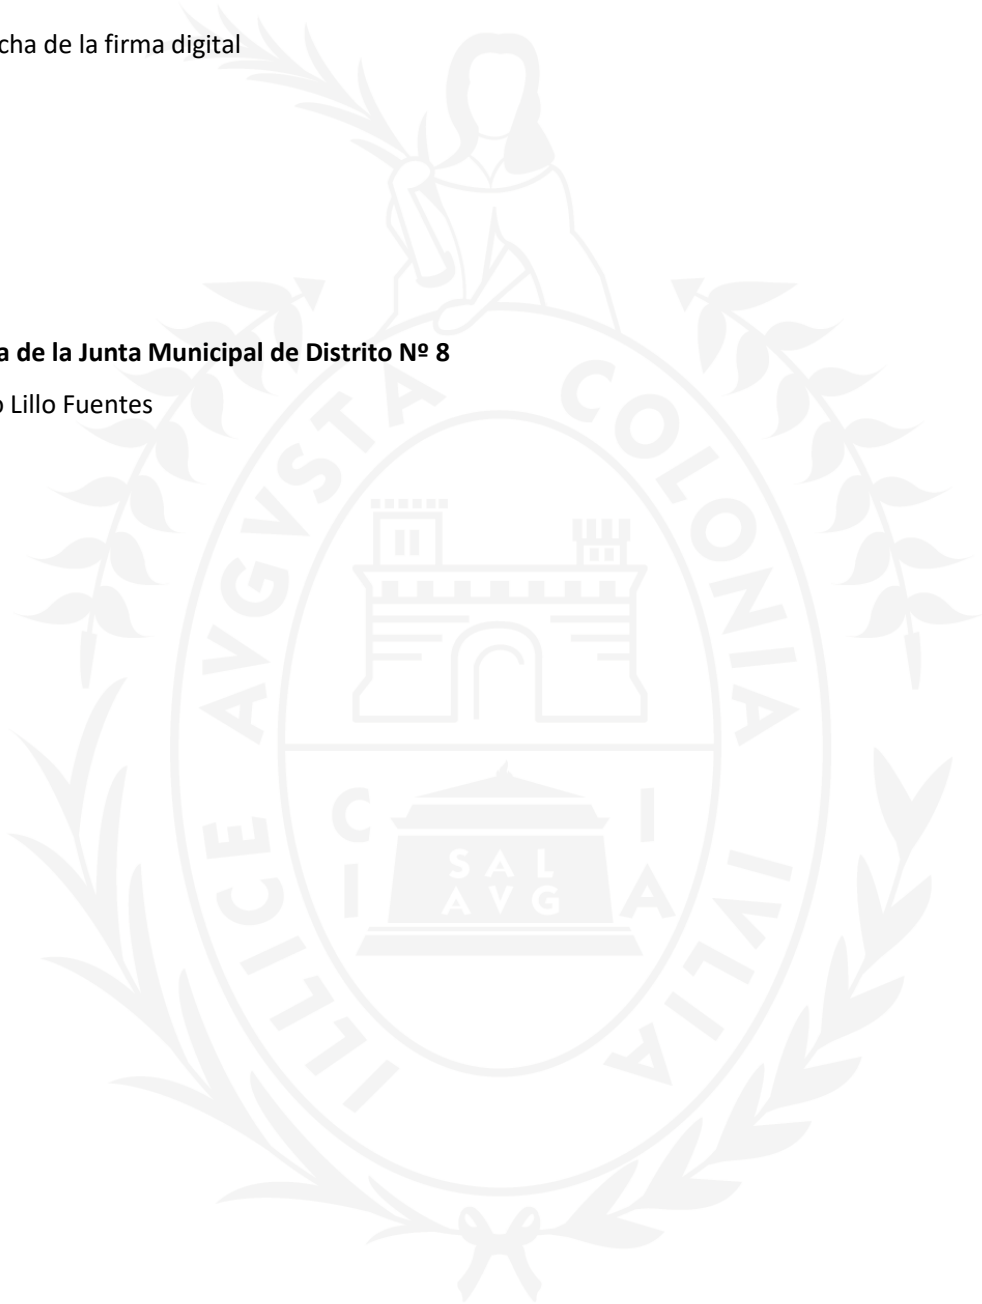 cha de la firma digital
a de la Junta Municipal de Distrito Nº 8
o Lillo Fuentes
ILLICE AVGVSTA COLONIA IVLIA
C I
I A
SAL
AVG